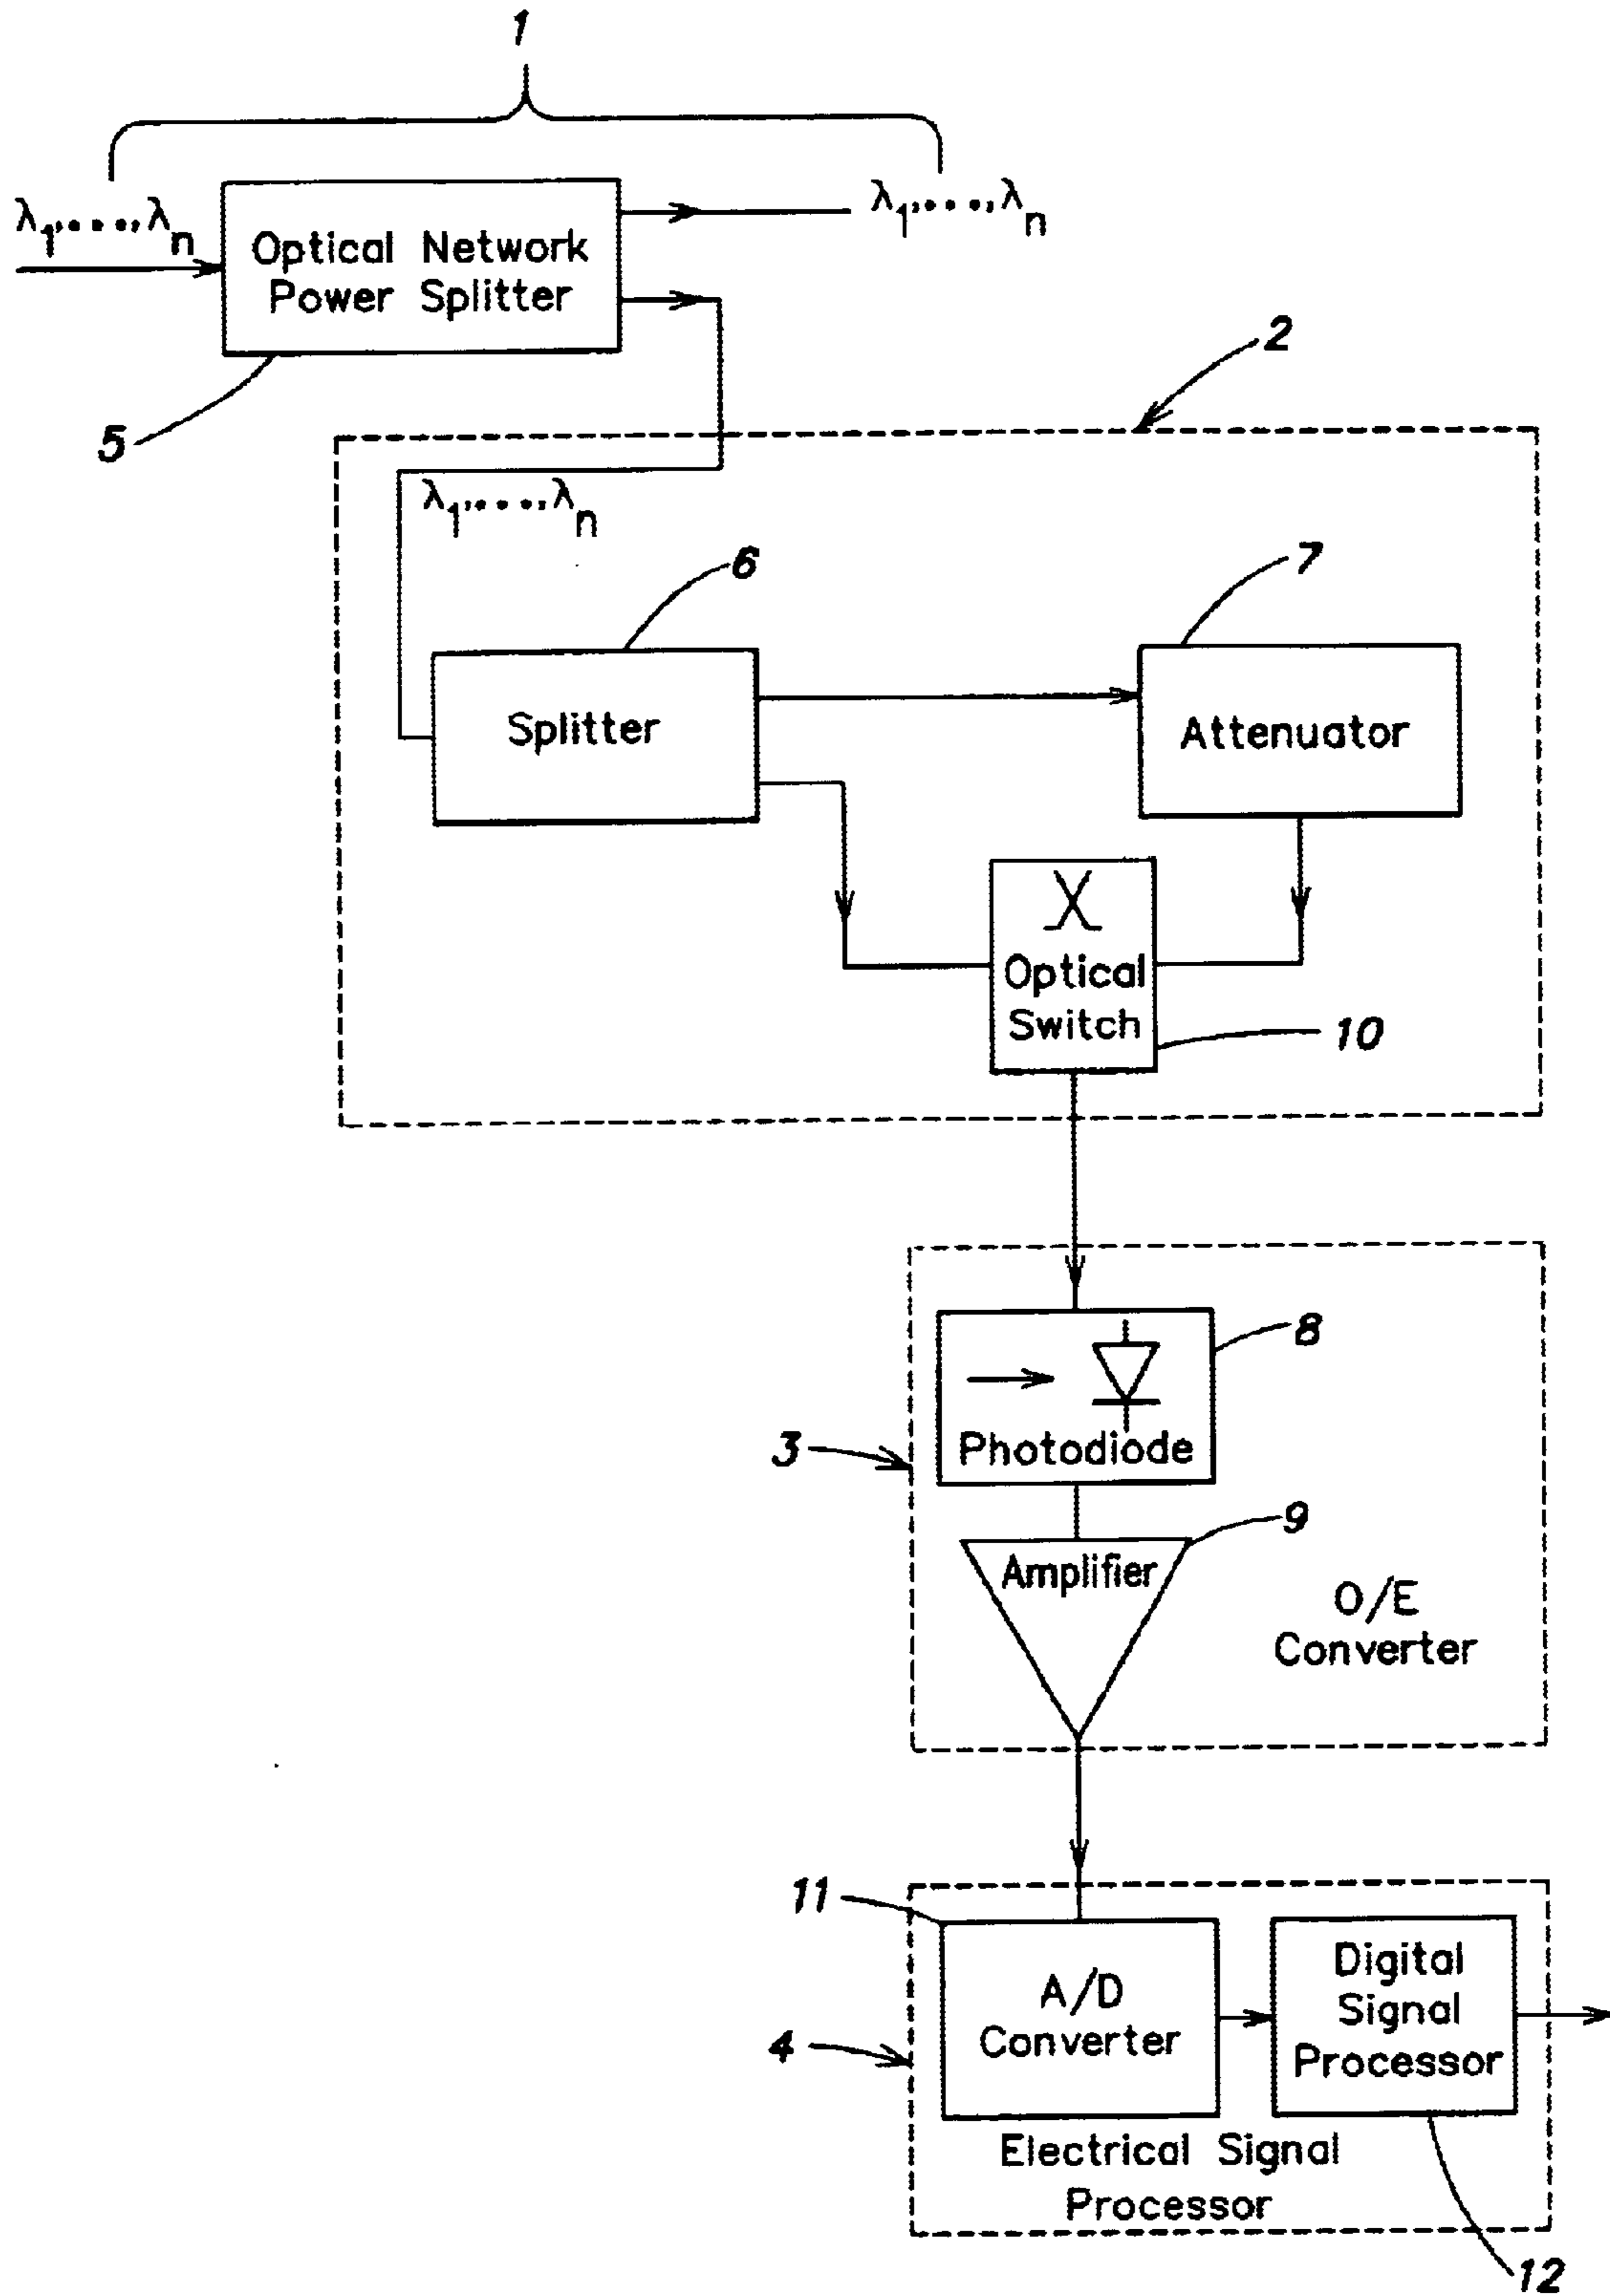 1
λ1,...,λn
λ1,...,λn
Optical Network
Power Splitter
5
2
λ1,...,λn
6
7
Splitter
Attenuator
Optical
Switch
10
8
3
Photodiode
9
Amplifier
O/E
Converter
11
A/D
Converter
Digital
Signal
Processor
4
Electrical Signal
Processor
12